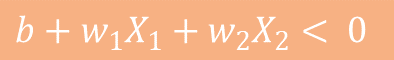 b + w₁X₁ + w₂X₂ < 0